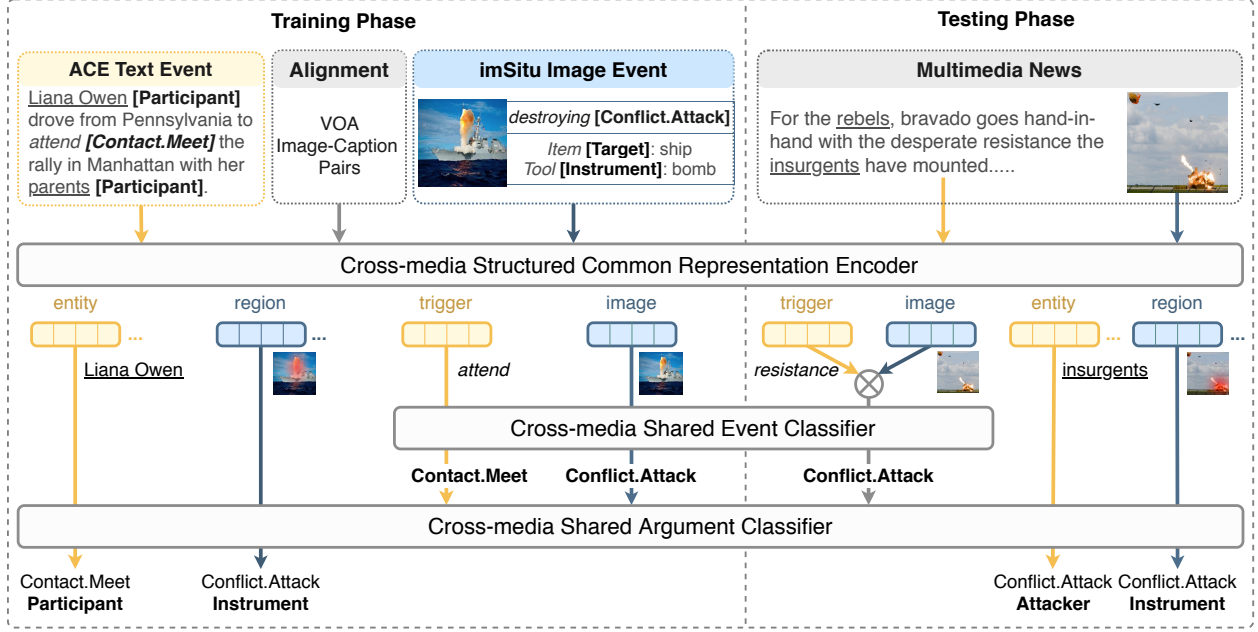 Training Phase
Testing Phase
ACE Text Event
Liana Owen [Participant]
drove from Pennsylvania to
attend [Contact.Meet] the
rally in Manhattan with her
parents [Participant].
Alignment
VOA
Image-Caption
Pairs
imSitu Image Event
destroying [Conflict.Attack]
Item [Target]: ship
Tool [Instrument]: bomb
Multimedia News
For the rebels, bravado goes hand-in-
hand with the desperate resistance the
insurgents have mounted.....
Cross-media Structured Common Representation Encoder
entity
region
trigger
image
trigger
image
entity
region
...
...
...
...
Liana Owen
attend
resistance
insurgents
Cross-media Shared Event Classifier
Contact.Meet
Conflict.Attack
Conflict.Attack
Cross-media Shared Argument Classifier
Contact.Meet
Participant
Conflict.Attack
Instrument
Conflict.Attack
Attacker
Conflict.Attack
Instrument